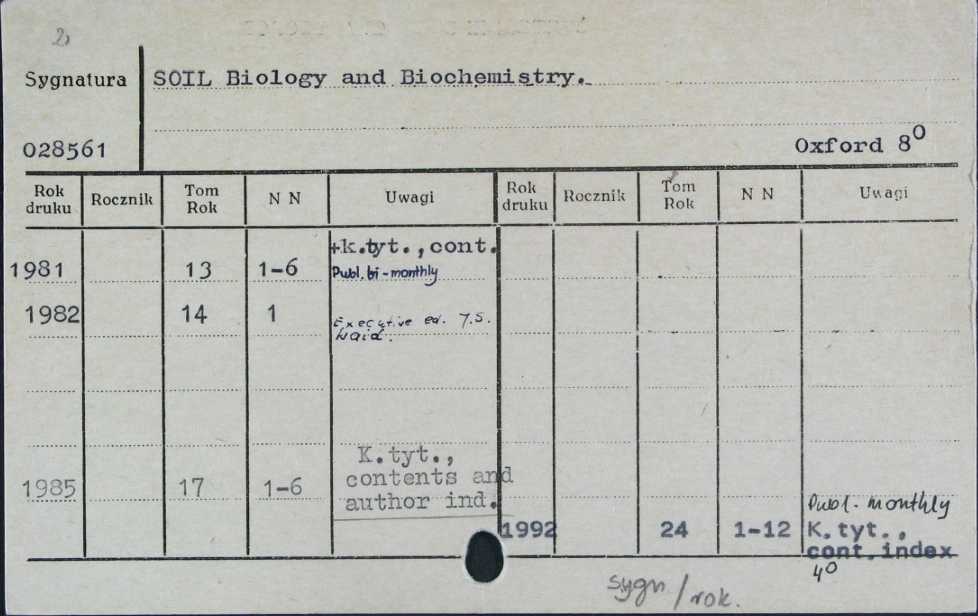 2)
Sygnatura SOIL Biology and Biochemistry.
028561 Oxford 8⁰
Rok druku Rocznik Tom Rok N N Uwagi Rok druku Rocznik Tom Rok N N Uwagi
+k.tyt., cont.
1981 13 1-6 Publ. bi-monthly
1982 14 1 Executive ed. J.S.
Waid.
K.tyt.,
contents and
1985 17 1-6 author ind.
Publ. monthly
1992 24 1-12 K.tyt.,
cont.index
4⁰
sygn/rok.